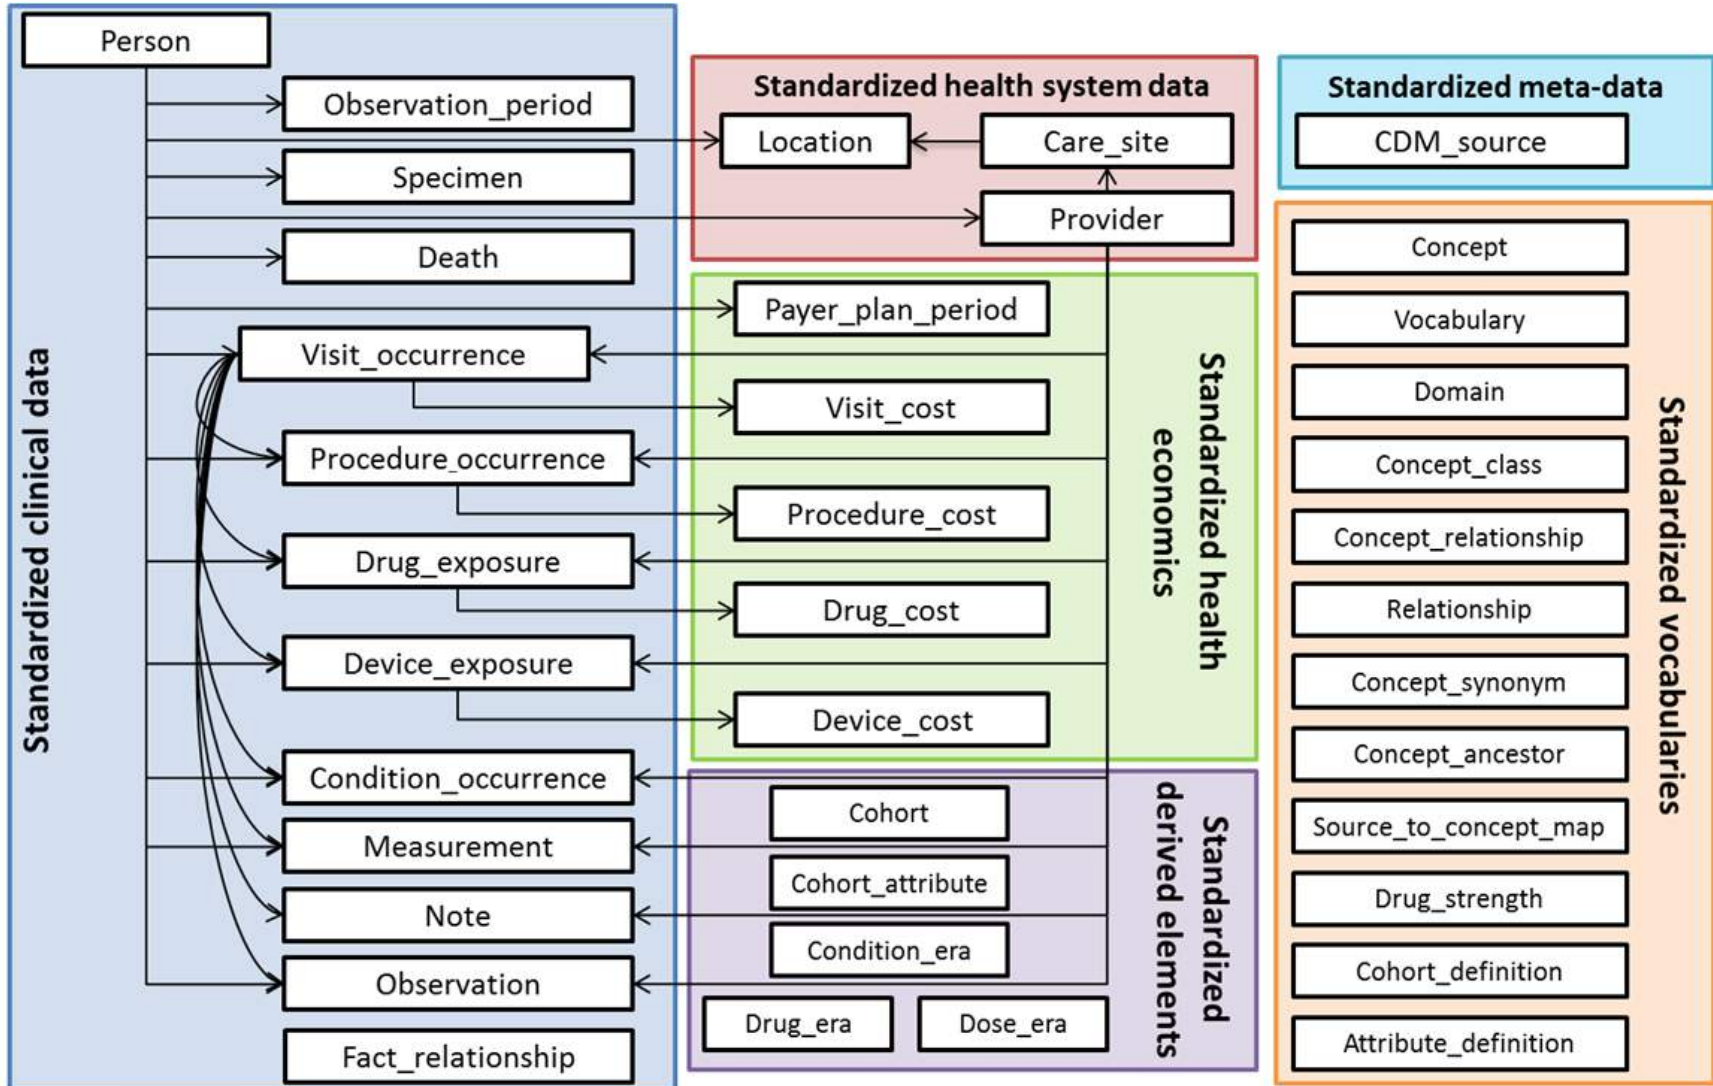 Person
Observation_period
Specimen
Death
Visit_occurrence
Procedure_occurrence
Drug_exposure
Device_exposure
Condition_occurrence
Measurement
Note
Observation
Fact_relationship
Standardized clinical data
Standardized health system data
Location
Care_site
Provider
Payer_plan_period
Visit_cost
Procedure_cost
Drug_cost
Device_cost
Standardized health
economics
Cohort
Cohort_attribute
Condition_era
Drug_era
Dose_era
Standardized
derived elements
Standardized meta-data
CDM_source
Concept
Vocabulary
Domain
Concept_class
Concept_relationship
Relationship
Concept_synonym
Concept_ancestor
Source_to_concept_map
Drug_strength
Cohort_definition
Attribute_definition
Standardized vocabularies